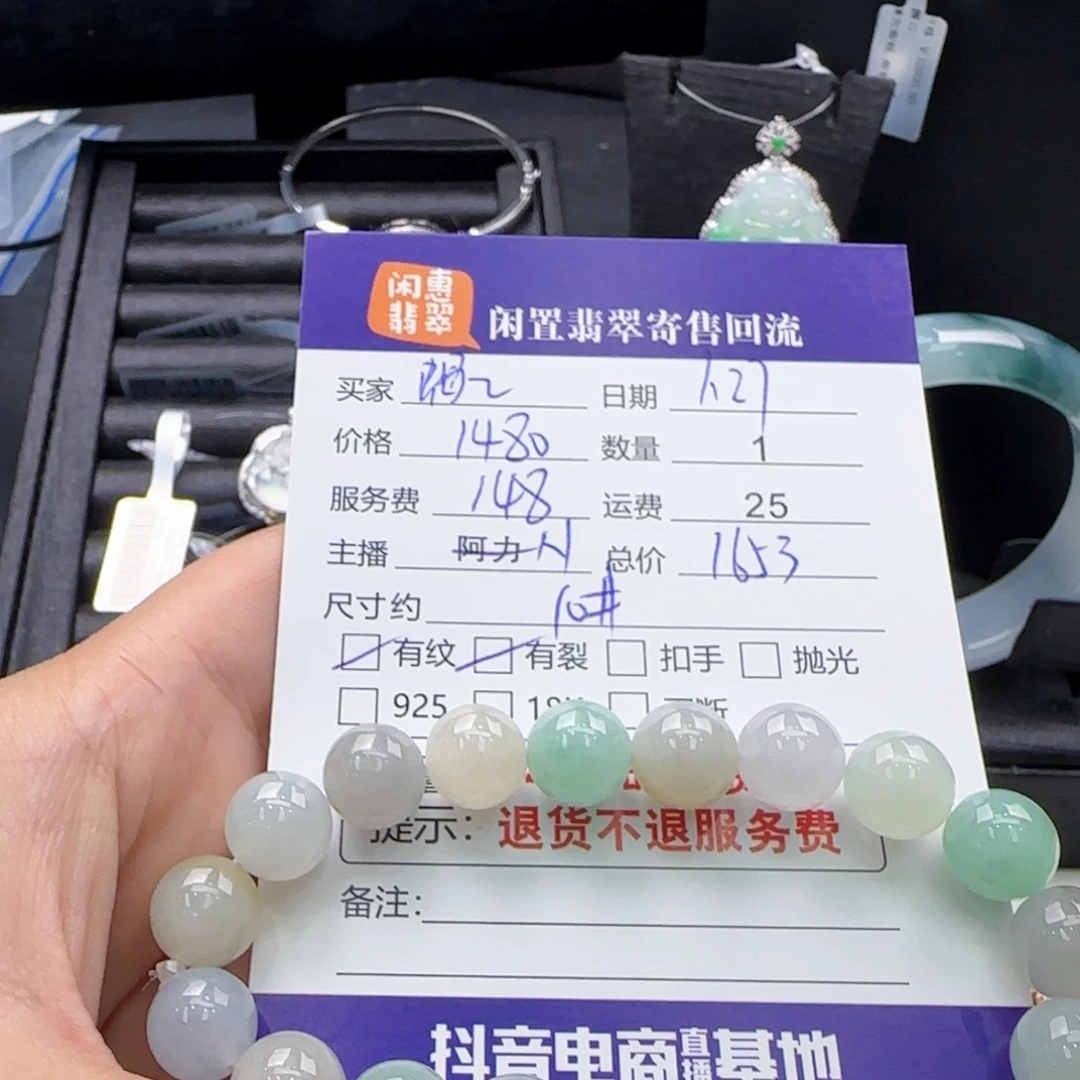 闲惠
翡翠
闲置翡翠寄售回流
买家 日期 1.27
价格 1480 数量 1
服务费 148 运费 25
主播 阿力 总价 1653
尺寸约 10#
有纹 有裂 扣手 抛光
925
提示：退货不退服务费
备注：
抖音电商直播基地